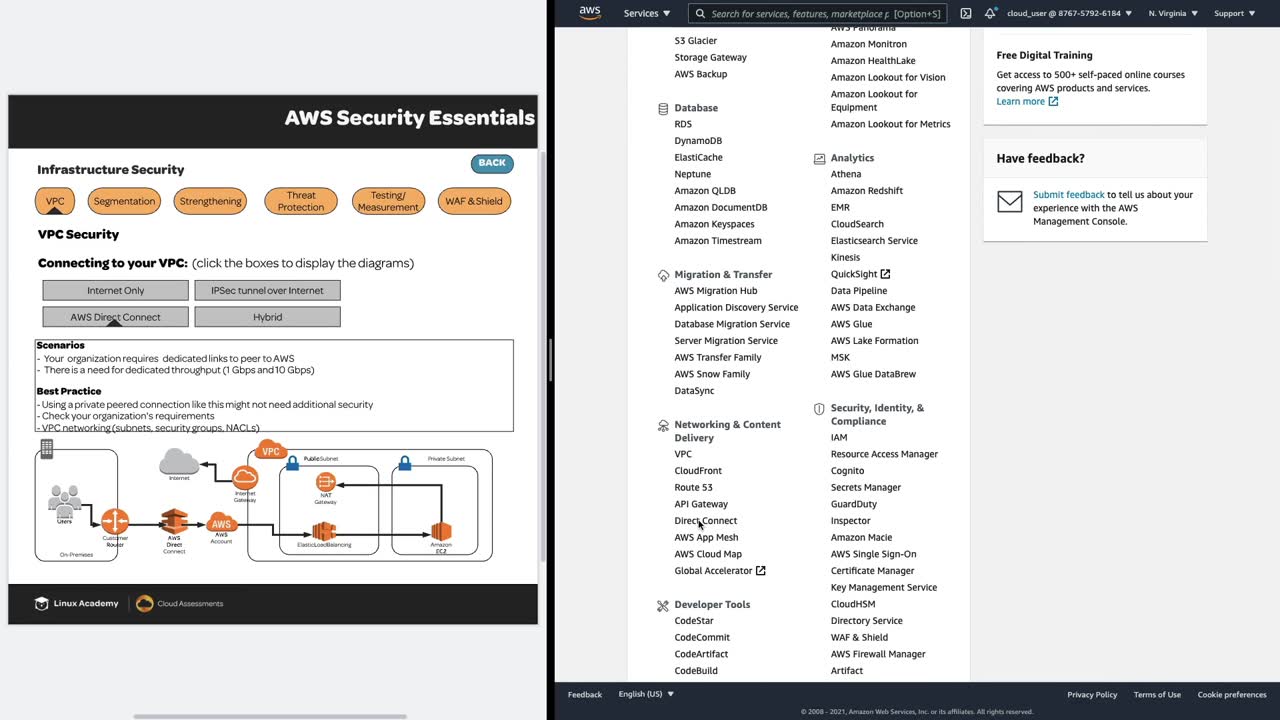 AWS Security Essentials
Infrastructure Security
BACK
VPC
Segmentation
Strengthening
Threat
Protection
Testing/
Measurement
WAF & Shield
VPC Security
Connecting to your VPC: (click the boxes to display the diagrams)
Internet Only
IPSec tunnel over Internet
AWS Direct Connect
Hybrid
Scenarios
- Your organization requires dedicated links to peer to AWS
- There is a need for dedicated throughput (1 Gbps and 10 Gbps)
Best Practice
- Using a private peered connection like this might not need additional security
- Check your organization's requirements
- VPC networking (subnets, security groups, NACLs)
VPC
Public Subnet
Private Subnet
Internet
Internet
Gateway
NAT
Gateway
Users
AWS
Customer
Router
AWS
Direct
Connect
AWS
Account
ElasticLoadBalancing
Amazon
EC2
On-Premises
Linux Academy
Cloud Assessments
aws
Services
Search for services, features, marketplace p
[Option+S]
cloud_user @ 8767-5792-6184
N. Virginia
Support
S3 Glacier
Storage Gateway
AWS Backup
Database
RDS
DynamoDB
ElastiCache
Neptune
Amazon QLDB
Amazon DocumentDB
Amazon Keyspaces
Amazon Timestream
Migration & Transfer
AWS Migration Hub
Application Discovery Service
Database Migration Service
Server Migration Service
AWS Transfer Family
AWS Snow Family
DataSync
Networking & Content
Delivery
VPC
CloudFront
Route 53
API Gateway
Direct Connect
AWS App Mesh
AWS Cloud Map
Global Accelerator
Developer Tools
CodeStar
CodeCommit
CodeArtifact
CodeBuild
AWS Panorama
Amazon Monitron
Amazon HealthLake
Amazon Lookout for Vision
Amazon Lookout for
Equipment
Amazon Lookout for Metrics
Analytics
Athena
Amazon Redshift
EMR
CloudSearch
Elasticsearch Service
Kinesis
QuickSight
Data Pipeline
AWS Data Exchange
AWS Glue
AWS Lake Formation
MSK
AWS Glue DataBrew
Security, Identity, &
Compliance
IAM
Resource Access Manager
Cognito
Secrets Manager
GuardDuty
Inspector
Amazon Macie
AWS Single Sign-On
Certificate Manager
Key Management Service
CloudHSM
Directory Service
WAF & Shield
AWS Firewall Manager
Artifact
Free Digital Training
Get access to 500+ self-paced online courses
covering AWS products and services.
Learn more
Have feedback?
Submit feedback to tell us about your
experience with the AWS
Management Console.
Feedback
English (US)
Privacy Policy
Terms of Use
Cookie preferences
© 2008 - 2021, Amazon Web Services, Inc. or its affiliates. All rights reserved.